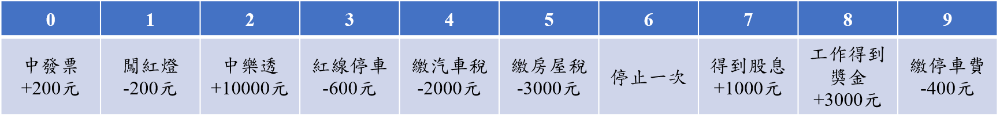 0 1 2 3 4 5 6 7 8 9
中發票
+200元
闖紅燈
-200元
中樂透
+10000元
紅線停車
-600元
繳汽車稅
-2000元
繳房屋稅
-3000元
停止一次
得到股息
+1000元
工作得到
獎金
+3000元
繳停車費
-400元